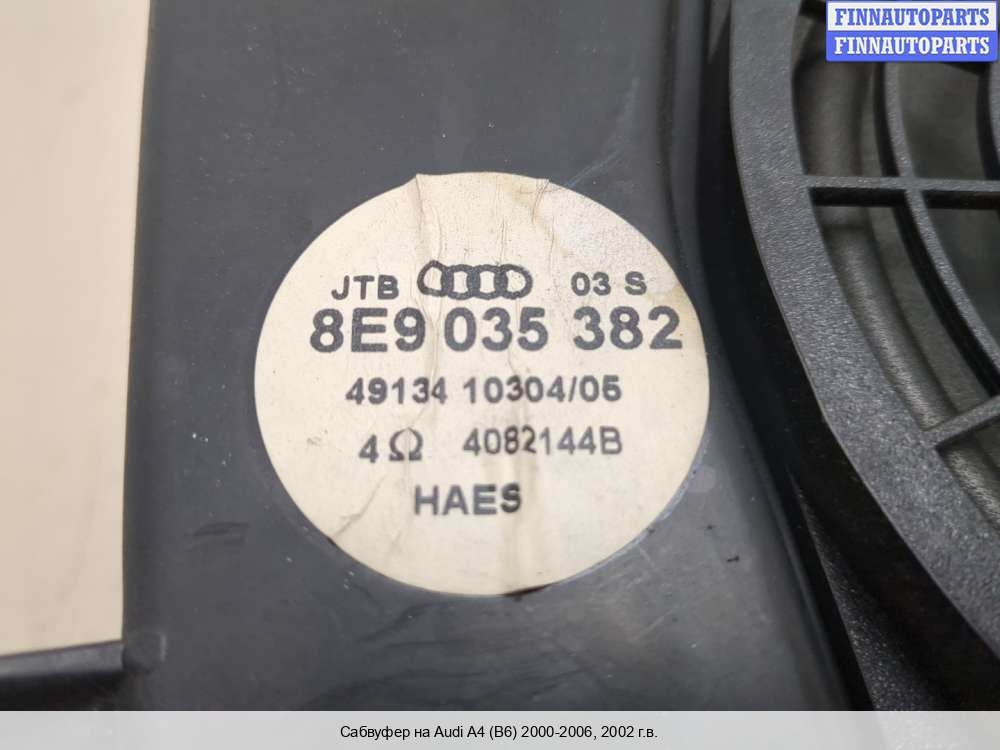 FINNAUTOPARTS
FINNAUTOPARTS
JTB 03 S
8E9 035 382
49134 10304/05
4Ω 4082144B
HAES
Сабвуфер на Audi A4 (B6) 2000-2006, 2002 г.в.